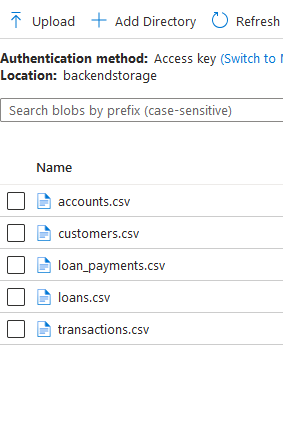 Upload Add Directory Refresh
Authentication method: Access key (Switch to
Location: backendstorage
Search blobs by prefix (case-sensitive)
Name
accounts.csv
customers.csv
loan_payments.csv
loans.csv
transactions.csv